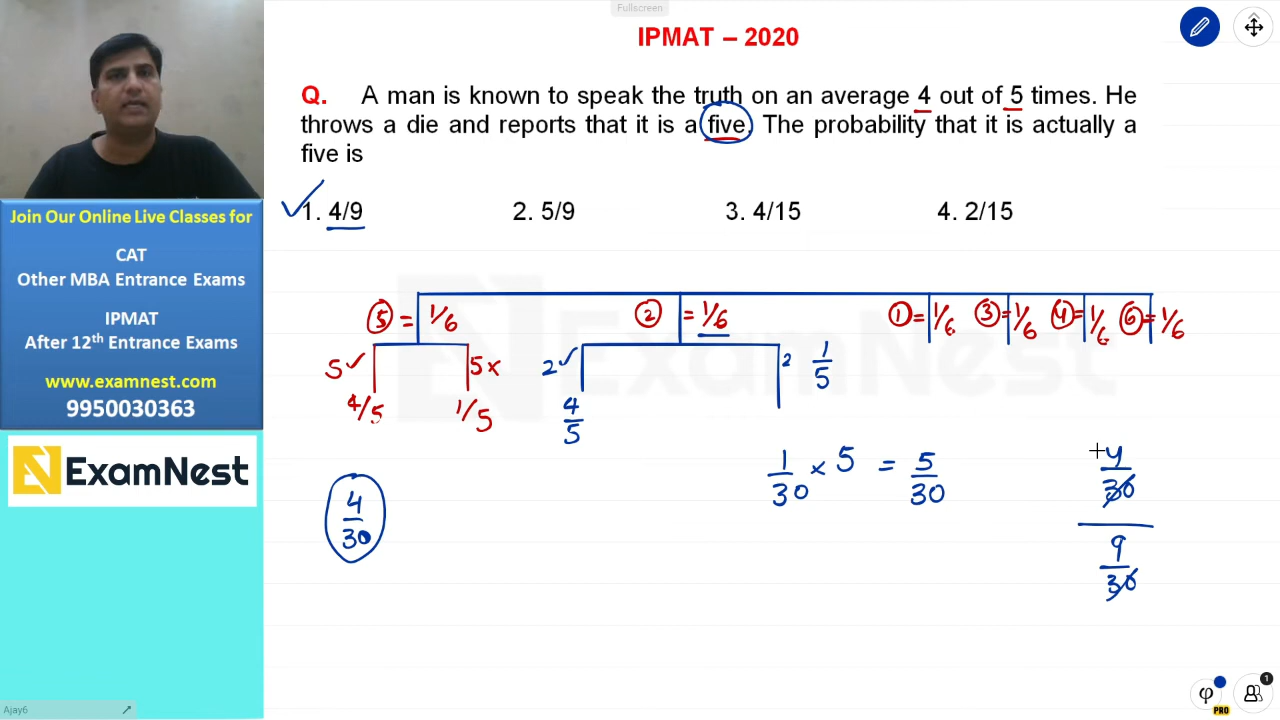 Fullscreen
IPMAT – 2020
Q. A man is known to speak the truth on an average 4 out of 5 times. He
throws a die and reports that it is a five. The probability that it is actually a
five is
1. 4/9 2. 5/9 3. 4/15 4. 2/15
Join Our Online Live Classes for
CAT
Other MBA Entrance Exams
IPMAT
After 12th Entrance Exams
www.examnest.com
9950030363
ExamNest
ExamNest
5 = 1/6 2 = 1/6 1 = 1/6 3 = 1/6 4 = 1/6 6 = 1/6
5 ✓ 5 × 2 ✓ 2 1/5
4/5 1/5 4/5
1/30 × 5 = 5/30
4/30
4/30
9/30
Ajay6
φ
PRO
1